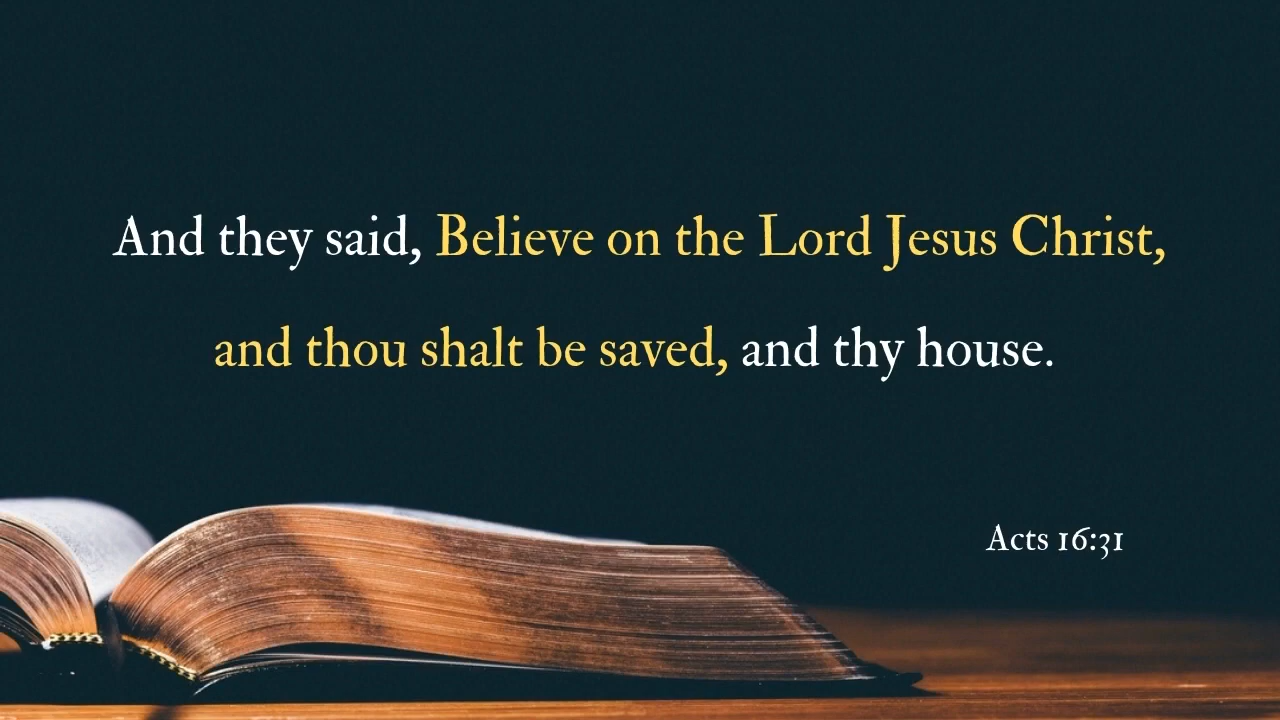 And they said, Believe on the Lord Jesus Christ,
and thou shalt be saved, and thy house.
Acts 16:31